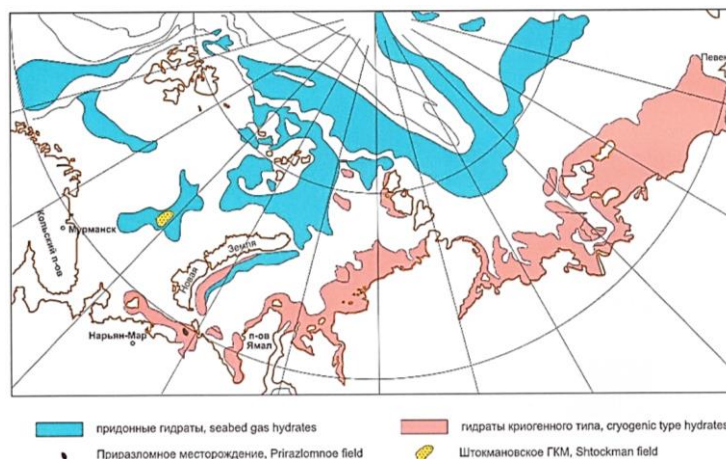 Певек
Кольский п-ов
Мурманск
Новая Земля
Нарьян-Мар
п-ов
Ямал
придонные гидраты, seabed gas hydrates
гидраты криогенного типа, cryogenic type hydrates
Приразломное месторождение, Prirazlomnoe field
Штокмановское ГКМ, Shtockman field